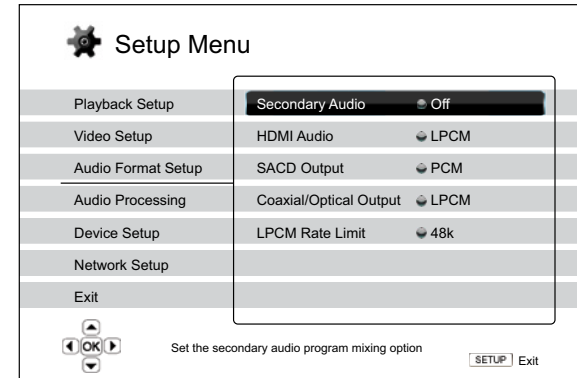 Setup Menu
Playback Setup
Video Setup
Audio Format Setup
Audio Processing
Device Setup
Network Setup
Exit
Secondary Audio Off
HDMI Audio LPCM
SACD Output PCM
Coaxial/Optical Output LPCM
LPCM Rate Limit 48k
OK
Set the secondary audio program mixing option
SETUP Exit